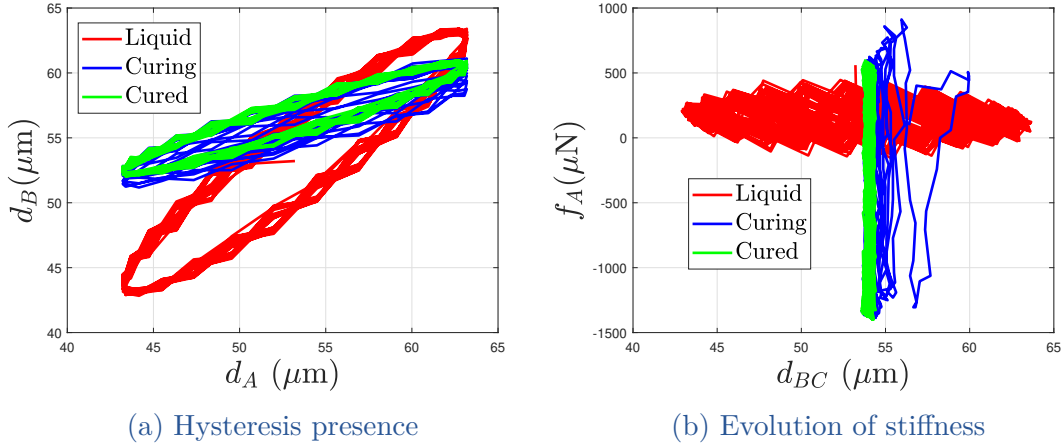 65
60
55
50
45
40
d_B(μm)
Liquid
Curing
Cured
40 45 50 55 60 65
d_A (μm)
(a) Hysteresis presence
1000
500
0
-500
-1000
-1500
f_A(μN)
Liquid
Curing
Cured
40 45 50 55 60 65
d_{BC} (μm)
(b) Evolution of stiffness